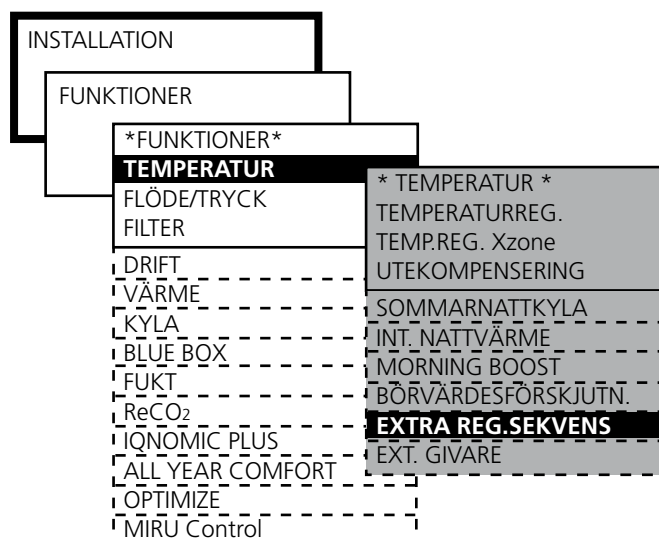 INSTALLATION
FUNKTIONER
*FUNKTIONER*
TEMPERATUR
FLÖDE/TRYCK
FILTER
DRIFT
VÄRME
KYLA
BLUE BOX
FUKT
ReCO2
IQNOMIC PLUS
ALL YEAR COMFORT
OPTIMIZE
MIRU Control
* TEMPERATUR *
TEMPERATURREG.
TEMP.REG. Xzone
UTEKOMPENSERING
SOMMARNATTKYLA
INT. NATTVÄRME
MORNING BOOST
BÖRVÄRDESFÖRSKJUTN.
EXTRA REG.SEKVENS
EXT. GIVARE